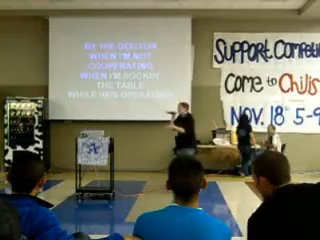 BY THE DOCTOR
WHEN I'M NOT
COOPERATING
WHEN I'M ROCKIN'
THE TABLE
WHILE HE'S OPERATING
SUPPORT
COME to CHilis
NOV. 18 5-9